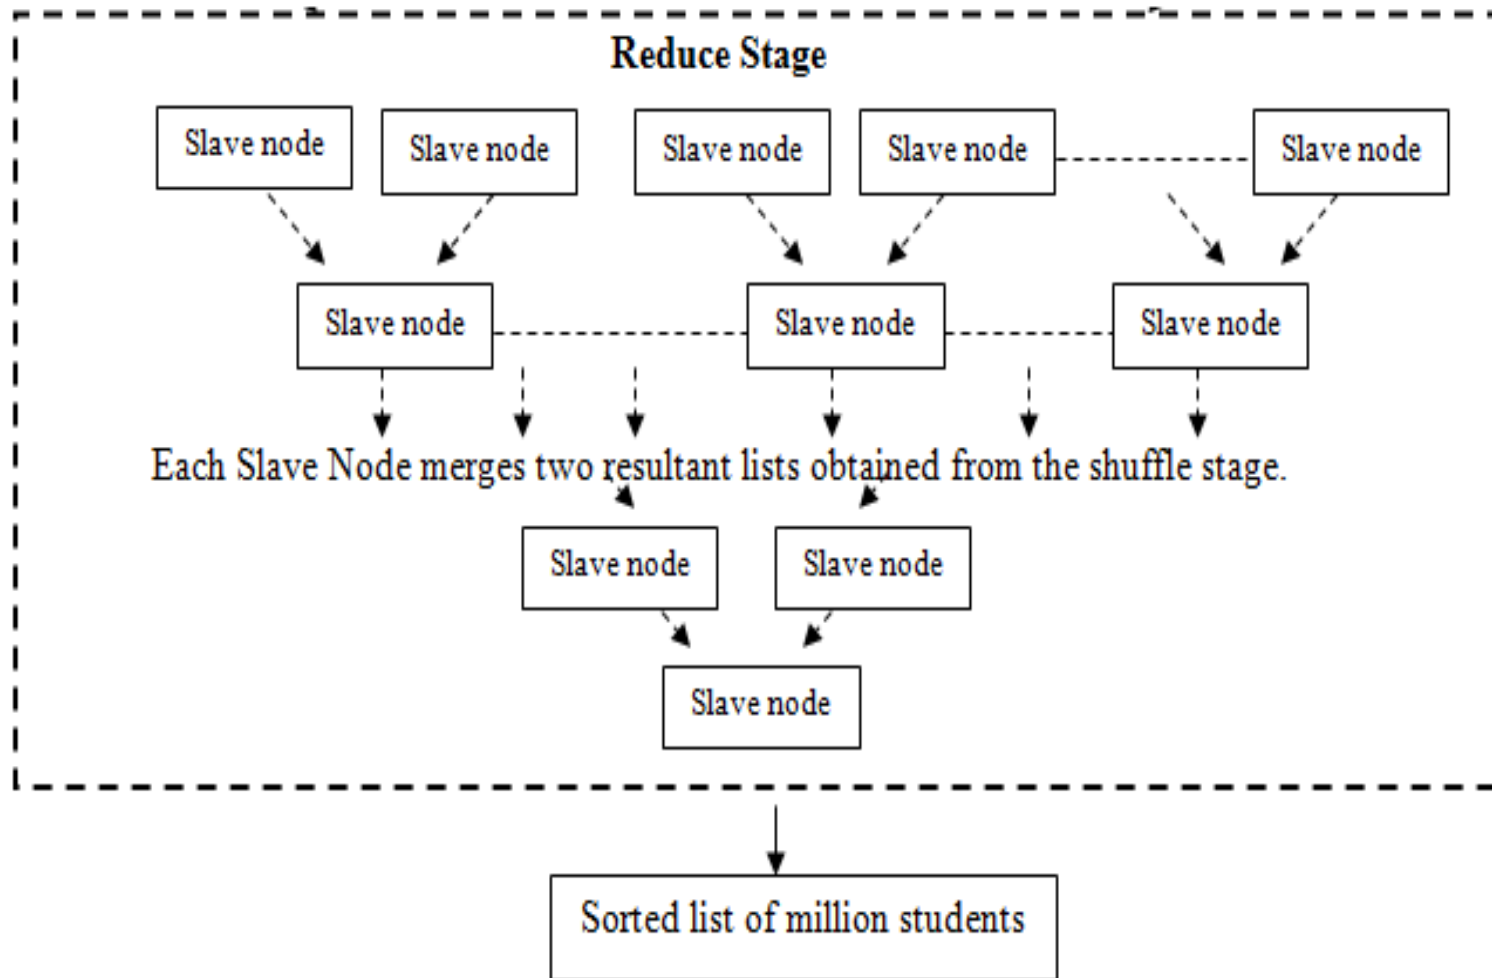 Reduce Stage
Slave node
Slave node
Slave node
Slave node
Slave node
Slave node
Slave node
Slave node
Each Slave Node merges two resultant lists obtained from the shuffle stage.
Slave node
Slave node
Slave node
Sorted list of million students